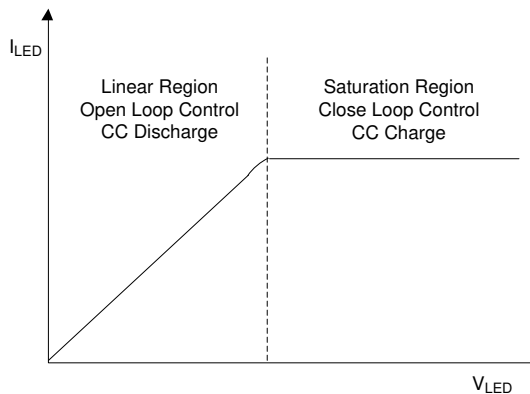 I_LED
Linear Region
Open Loop Control
CC Discharge
Saturation Region
Close Loop Control
CC Charge
V_LED